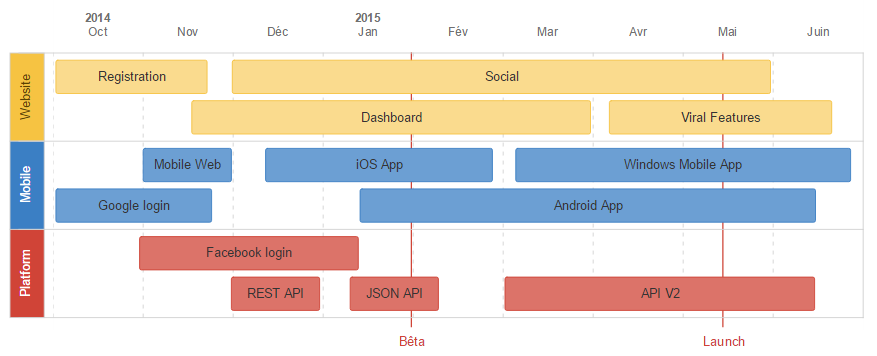 2014 2015
Oct Nov Déc Jan Fév Mar Avr Mai Juin
Website
Registration Social
Dashboard Viral Features
Mobile
Mobile Web iOS App Windows Mobile App
Google login Android App
Platform
Facebook login
REST API JSON API API V2
Bêta Launch